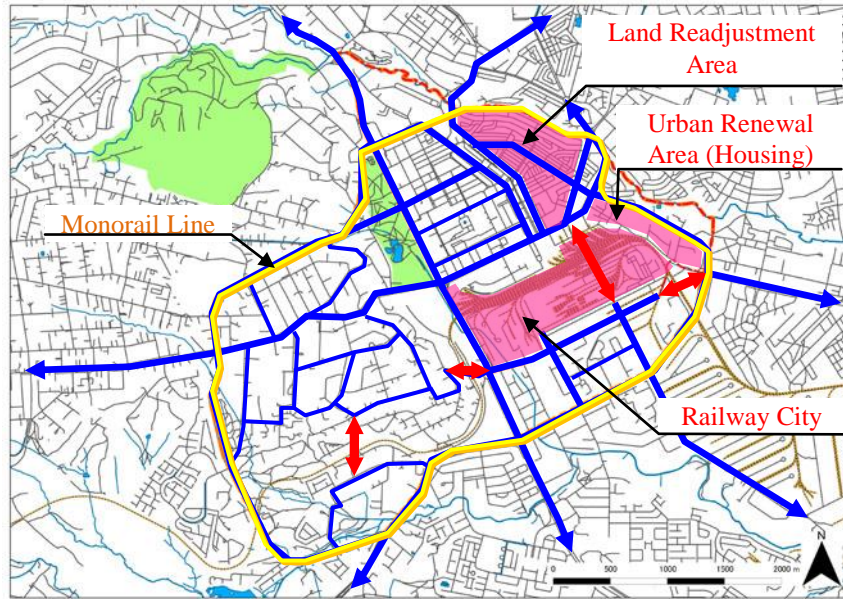 Land Readjustment
Area
Urban Renewal
Area (Housing)
Monorail Line
Railway City
N
0 500 1000 1500 2000 m